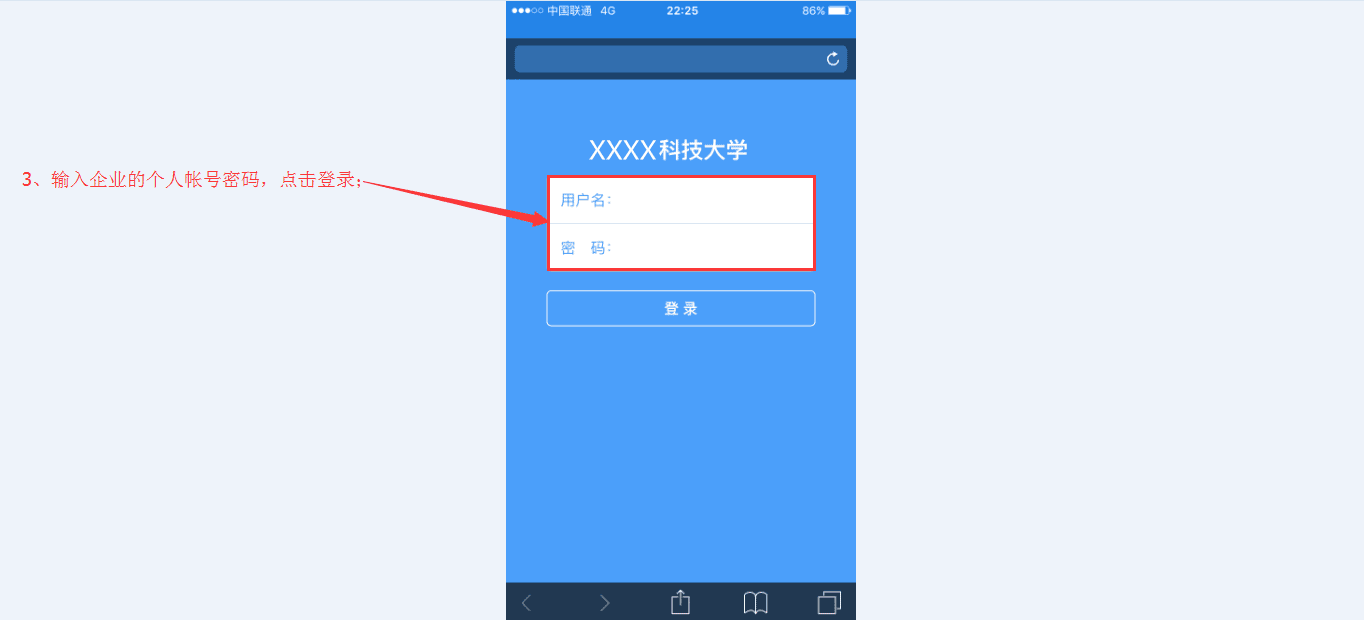 中国联通 4G 22:25 86%
XXXX科技大学
3、输入企业的个人帐号密码，点击登录；
用户名：
密 码：
登 录